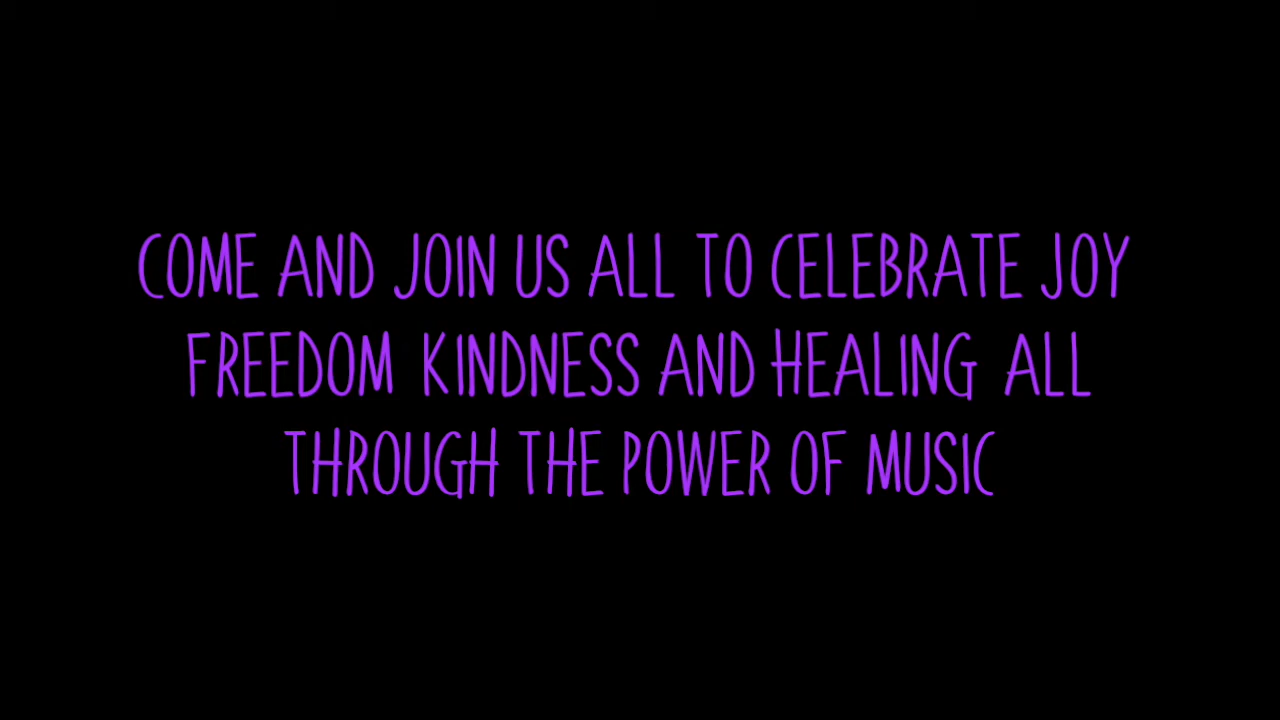 COME AND JOIN US ALL TO CELEBRATE JOY
FREEDOM KINDNESS AND HEALING ALL
THROUGH THE POWER OF MUSIC